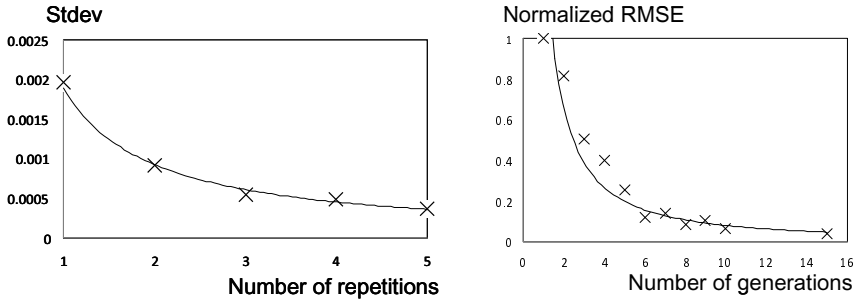 Stdev
0.0025
0.002
0.0015
0.001
0.0005
0
1 2 3 4 5
Number of repetitions
Normalized RMSE
1
0.8
0.6
0.4
0.2
0
0 2 4 6 8 10 12 14 16
Number of generations